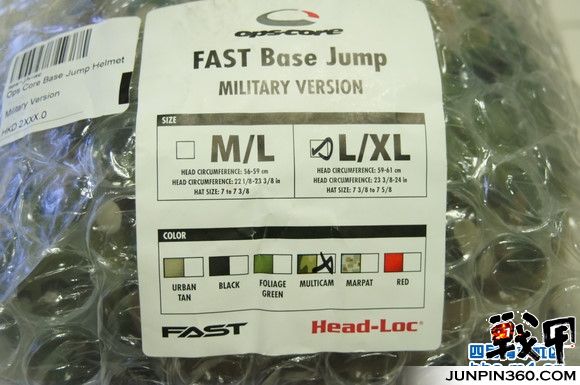 Ops Core Base Jump Helmet
Military Version
HKD 2XXX.0
OPS-CORE
FAST Base Jump
MILITARY VERSION
SIZE
M/L
HEAD CIRCUMFERENCE: 56-59 cm
HEAD CIRCUMFERENCE: 22 1/8-23 3/8 in
HAT SIZE: 7 to 7 3/8
L/XL
HEAD CIRCUMFERENCE: 59-61 cm
HEAD CIRCUMFERENCE: 23 3/8-24 in
HAT SIZE: 7 3/8 to 7 5/8
COLOR
URBAN TAN
BLACK
FOLIAGE GREEN
MULTICAM
MARPAT
RED
FAST
Head-Loc®
战甲
JUNPIN360.COM